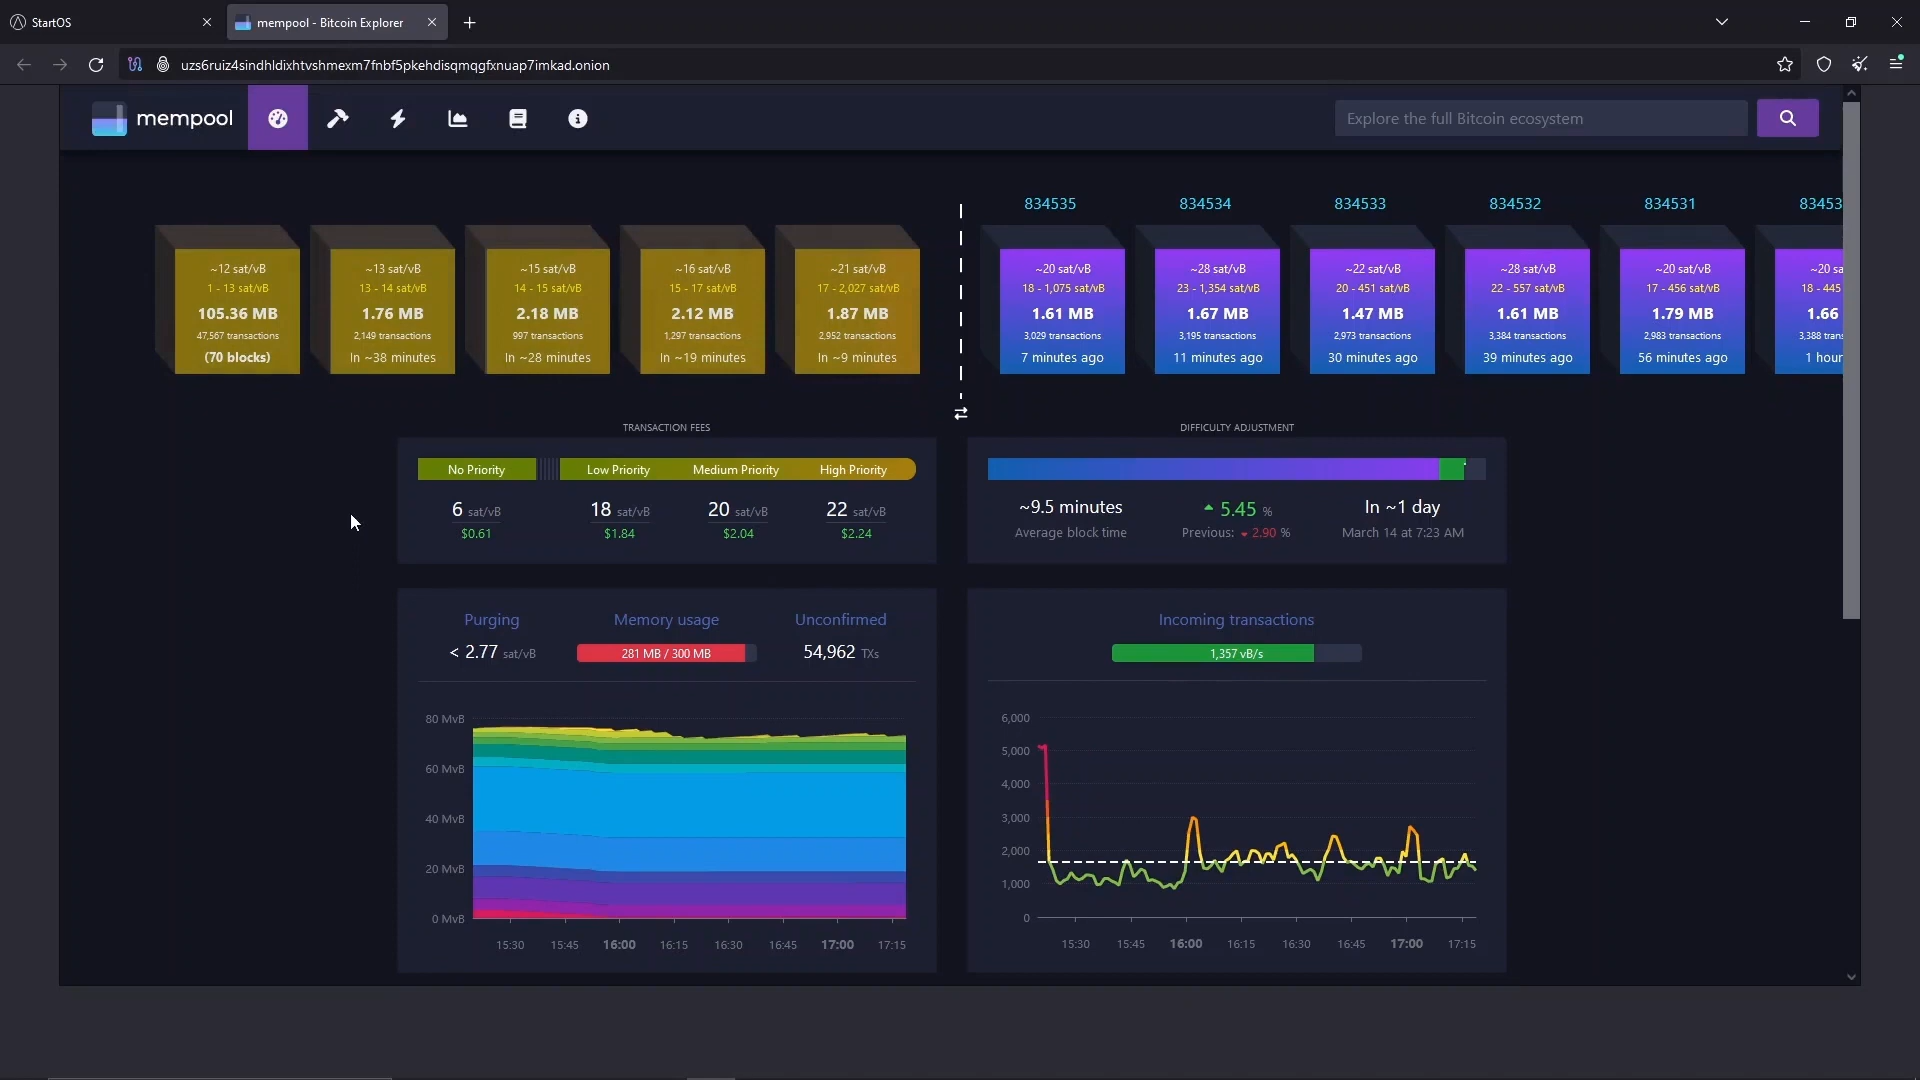 StartOS
mempool - Bitcoin Explorer
uzs6ruiz4sindhldixhtvshmexm7fnbf5pkehdisqmqgfxnuap7imkad.onion
mempool
Explore the full Bitcoin ecosystem
834535
834534
834533
834532
834531
83453
~12 sat/vB
1 - 13 sat/vB
105.36 MB
47,567 transactions
(70 blocks)
~13 sat/vB
13 - 14 sat/vB
1.76 MB
2,149 transactions
In ~38 minutes
~15 sat/vB
14 - 15 sat/vB
2.18 MB
997 transactions
In ~28 minutes
~16 sat/vB
15 - 17 sat/vB
2.12 MB
1,297 transactions
In ~19 minutes
~21 sat/vB
17 - 2,027 sat/vB
1.87 MB
2,952 transactions
In ~9 minutes
~20 sat/vB
18 - 1,075 sat/vB
1.61 MB
3,029 transactions
7 minutes ago
~28 sat/vB
23 - 1,354 sat/vB
1.67 MB
3,195 transactions
11 minutes ago
~22 sat/vB
20 - 451 sat/vB
1.47 MB
2,973 transactions
30 minutes ago
~28 sat/vB
22 - 557 sat/vB
1.61 MB
3,384 transactions
39 minutes ago
~20 sat/vB
17 - 456 sat/vB
1.79 MB
2,983 transactions
56 minutes ago
~20 sa
18 - 445
1.66
3,388 trans
1 hour
TRANSACTION FEES
No Priority
Low Priority
Medium Priority
High Priority
6 sat/vB
18 sat/vB
20 sat/vB
22 sat/vB
$0.61
$1.84
$2.04
$2.24
DIFFICULTY ADJUSTMENT
~9.5 minutes
5.45 %
In ~1 day
Average block time
Previous: 2.90 %
March 14 at 7:23 AM
Purging
Memory usage
Unconfirmed
< 2.77 sat/vB
281 MB / 300 MB
54,962 TXs
80 MvB
60 MvB
40 MvB
20 MvB
0 MvB
15:30
15:45
16:00
16:15
16:30
16:45
17:00
17:15
Incoming transactions
1,357 vB/s
6,000
5,000
4,000
3,000
2,000
1,000
0
15:30
15:45
16:00
16:15
16:30
16:45
17:00
17:15